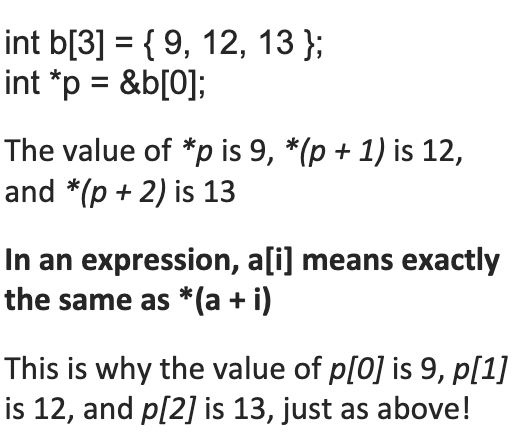 int b[3] = { 9, 12, 13 };
int *p = &b[0];
The value of *p is 9, *(p + 1) is 12,
and *(p + 2) is 13
In an expression, a[i] means exactly
the same as *(a + i)
This is why the value of p[0] is 9, p[1]
is 12, and p[2] is 13, just as above!